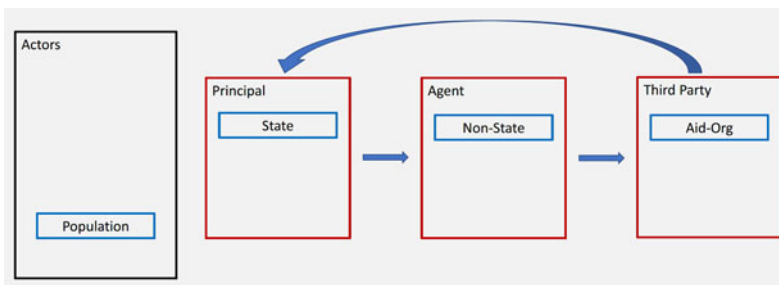 Actors
Population
Principal
State
Agent
Non-State
Third Party
Aid-Org